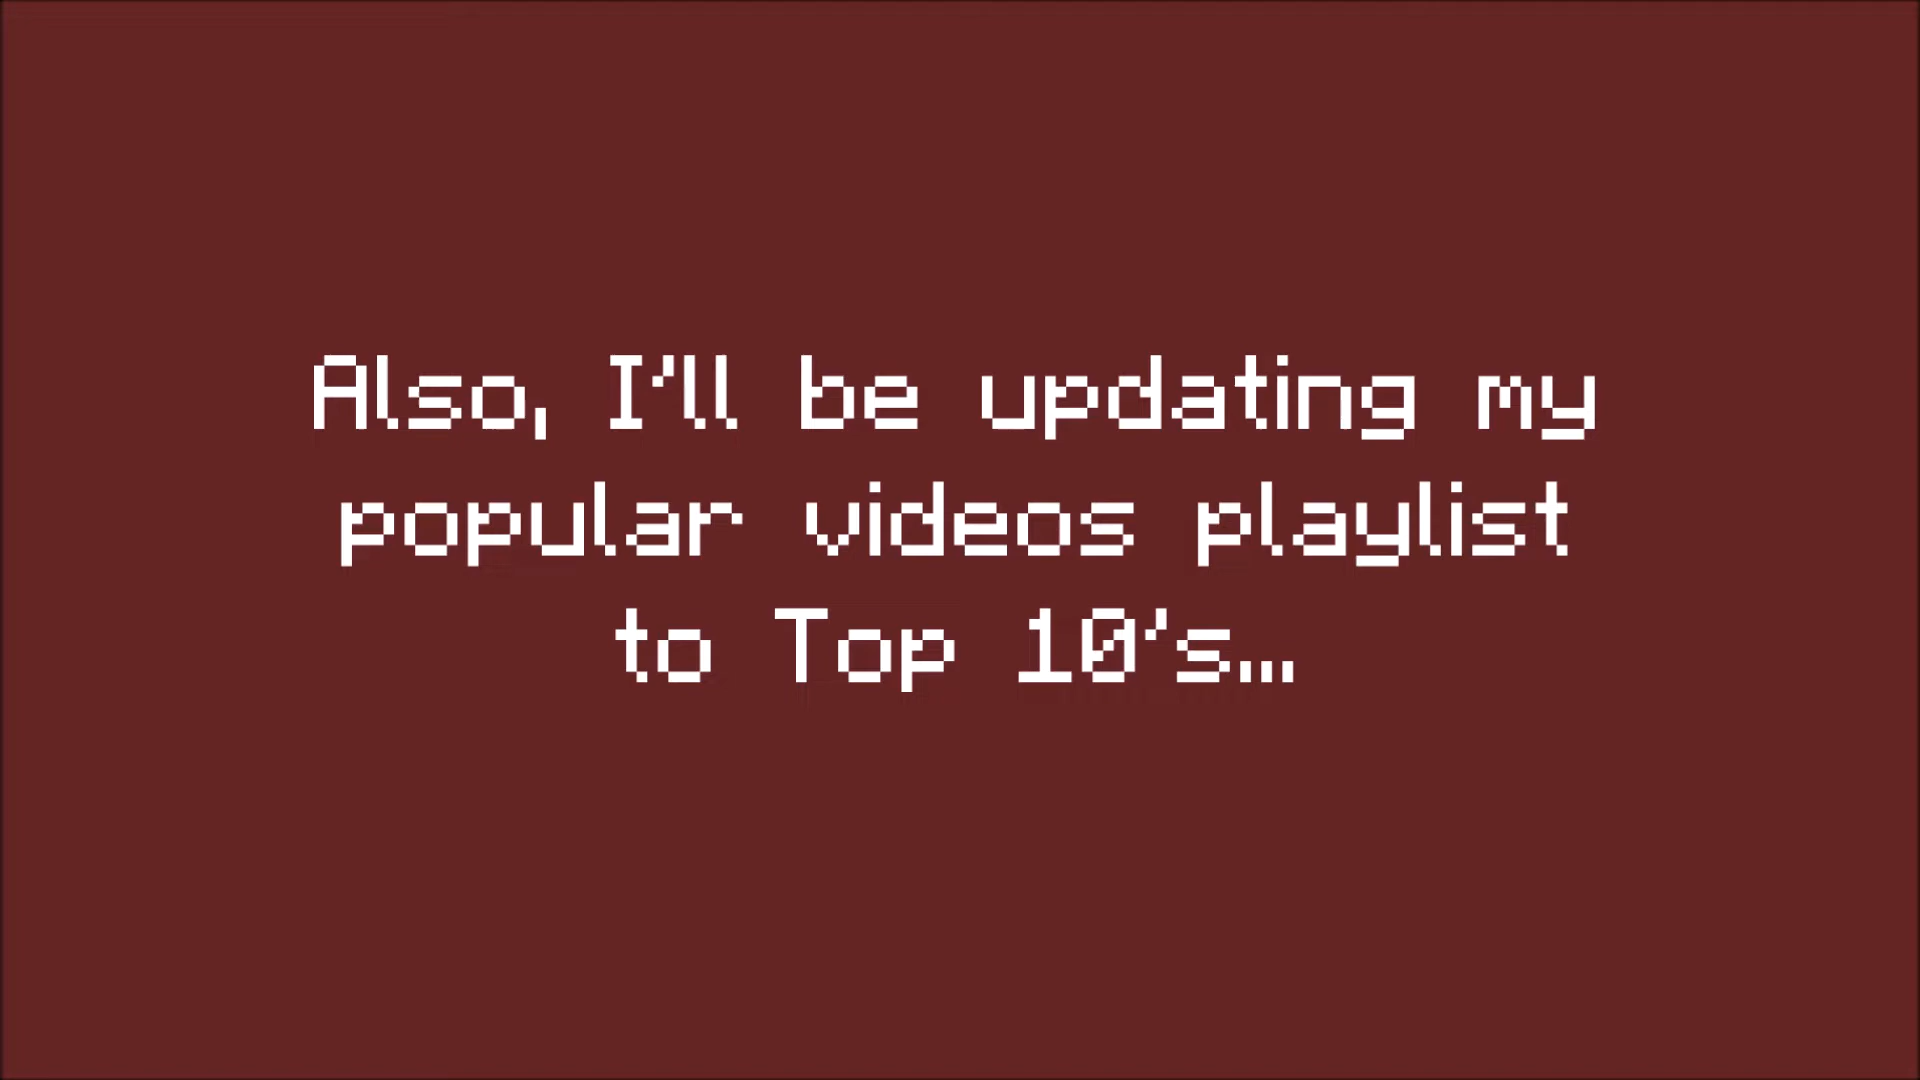 Also, I'll be updating my
popular videos playlist
to Top 10's...